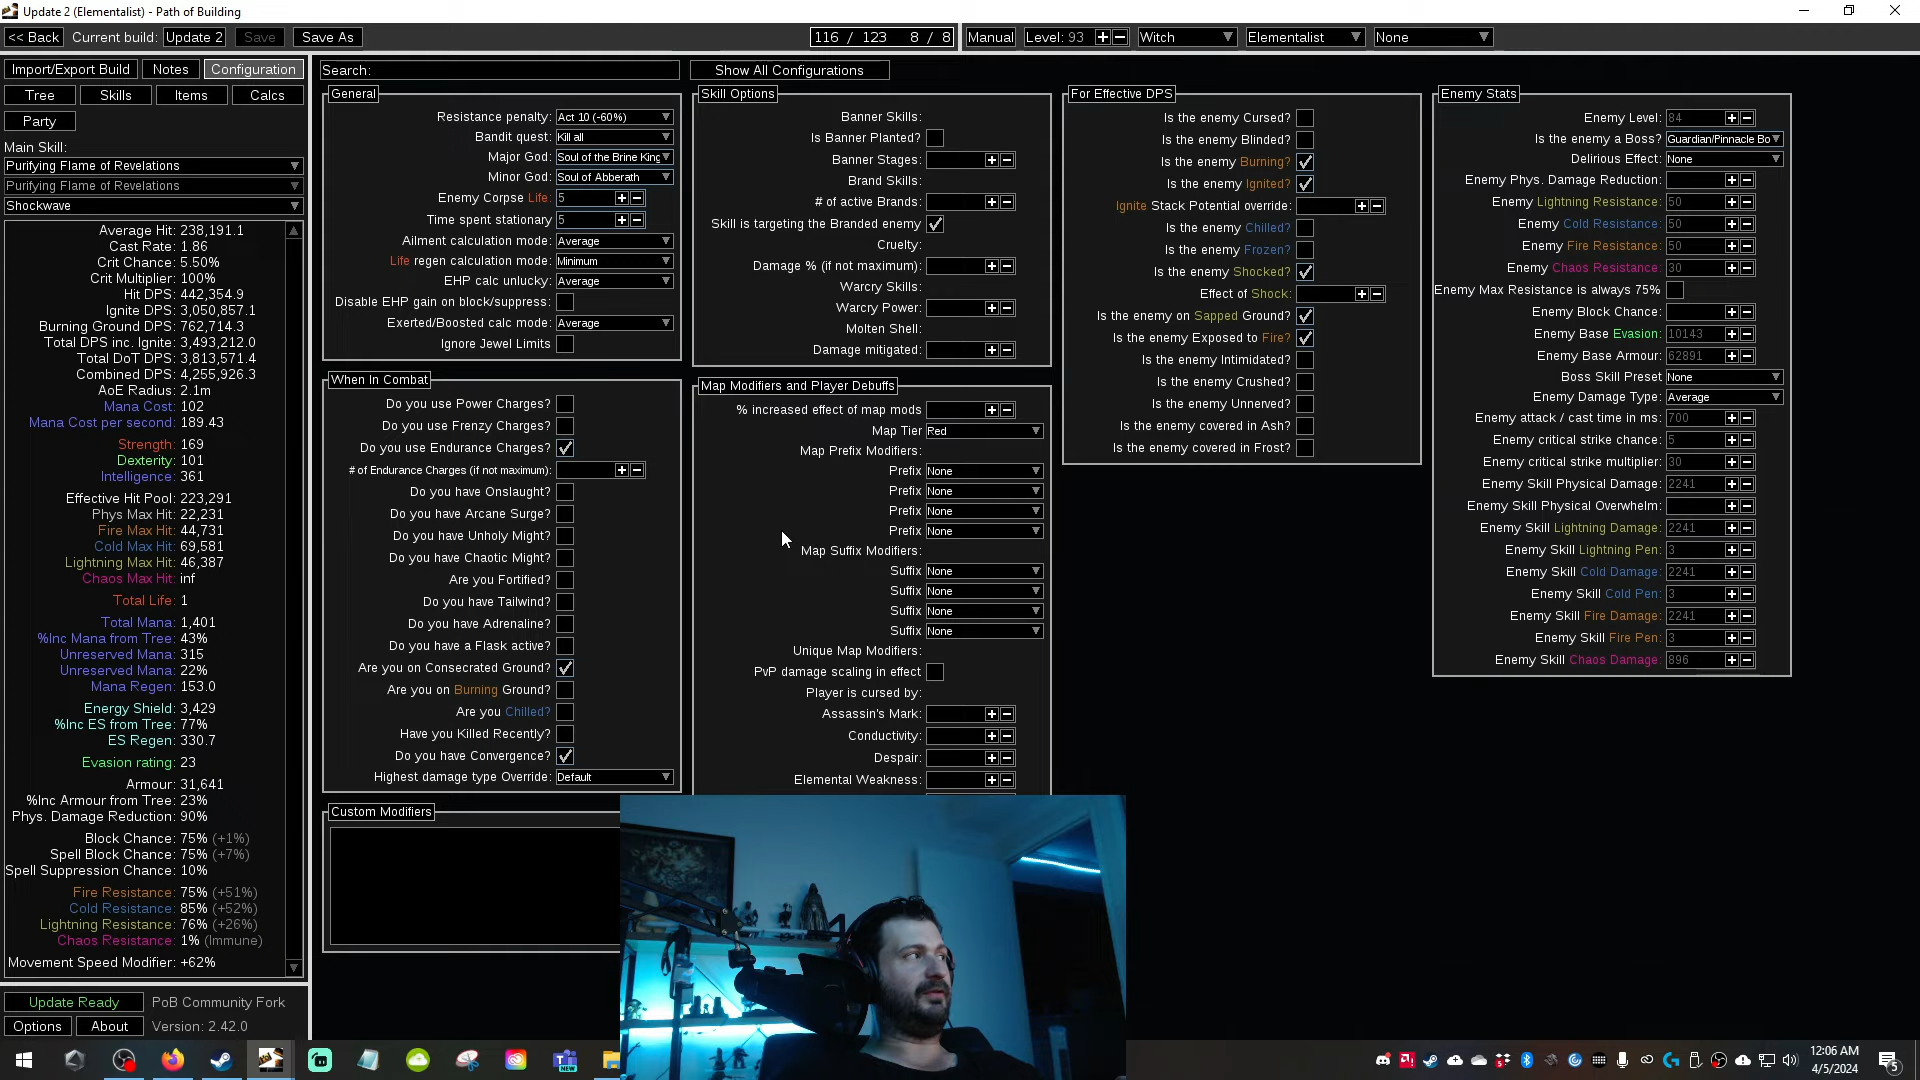 Update 2 (Elementalist) - Path of Building
<< Back
Current build:
Update 2
Save
Save As
116 / 123 8 / 8
Manual
Level: 93
Witch
Elementalist
None
Import/Export Build
Notes
Configuration
Tree
Skills
Items
Calcs
Party
Main Skill:
Purifying Flame of Revelations
Purifying Flame of Revelations
Shockwave
Average Hit: 238,191.1
Cast Rate: 1.86
Crit Chance: 5.50%
Crit Multiplier: 100%
Hit DPS: 442,354.9
Ignite DPS: 3,050,857.1
Burning Ground DPS: 762,714.3
Total DPS inc. Ignite: 3,493,212.0
Total DoT DPS: 3,813,571.4
Combined DPS: 4,255,926.3
AoE Radius: 2.1m
Mana Cost: 102
Mana Cost per second: 189.43
Strength: 169
Dexterity: 101
Intelligence: 361
Effective Hit Pool: 223,291
Phys Max Hit: 22,231
Fire Max Hit: 44,731
Cold Max Hit: 69,581
Lightning Max Hit: 46,387
Chaos Max Hit: inf
Total Life: 1
Total Mana: 1,401
%Inc Mana from Tree: 43%
Unreserved Mana: 315
Unreserved Mana: 22%
Mana Regen: 153.0
Energy Shield: 3,429
%Inc ES from Tree: 77%
ES Regen: 330.7
Evasion rating: 23
Armour: 31,641
%Inc Armour from Tree: 23%
Phys. Damage Reduction: 90%
Block Chance: 75% (+1%)
Spell Block Chance: 75% (+7%)
Spell Suppression Chance: 10%
Fire Resistance: 75% (+51%)
Cold Resistance: 85% (+52%)
Lightning Resistance: 76% (+26%)
Chaos Resistance: 1% (Immune)
Movement Speed Modifier: +62%
Update Ready
PoB Community Fork
Options
About
Version: 2.42.0
Search:
Show All Configurations
General
Resistance penalty: Act 10 (-60%)
Bandit quest: Kill all
Major God: Soul of the Brine King
Minor God: Soul of Abberath
Enemy Corpse Life: 5
Time spent stationary 5
Ailment calculation mode: Average
Life regen calculation mode: Minimum
EHP calc unlucky: Average
Disable EHP gain on block/suppress:
Exerted/Boosted calc mode: Average
Ignore Jewel Limits
When In Combat
Do you use Power Charges?
Do you use Frenzy Charges?
Do you use Endurance Charges?
# of Endurance Charges (if not maximum):
Do you have Onslaught?
Do you have Arcane Surge?
Do you have Unholy Might?
Do you have Chaotic Might?
Are you Fortified?
Do you have Tailwind?
Do you have Adrenaline?
Do you have a Flask active?
Are you on Consecrated Ground?
Are you on Burning Ground?
Are you Chilled?
Have you Killed Recently?
Do you have Convergence?
Highest damage type Override: Default
Custom Modifiers
Skill Options
Banner Skills:
Is Banner Planted?
Banner Stages:
Brand Skills:
# of active Brands:
Skill is targeting the Branded enemy
Cruelty:
Damage % (if not maximum):
Warcry Skills:
Warcry Power:
Molten Shell:
Damage mitigated:
Map Modifiers and Player Debuffs
% increased effect of map mods
Map Tier Red
Map Prefix Modifiers:
Prefix None
Prefix None
Prefix None
Prefix None
Map Suffix Modifiers:
Suffix None
Suffix None
Suffix None
Suffix None
Unique Map Modifiers:
PvP damage scaling in effect
Player is cursed by:
Assassin's Mark:
Conductivity:
Despair:
Elemental Weakness:
For Effective DPS
Is the enemy Cursed?
Is the enemy Blinded?
Is the enemy Burning?
Is the enemy Ignited?
Ignite Stack Potential override:
Is the enemy Chilled?
Is the enemy Frozen?
Is the enemy Shocked?
Effect of Shock:
Is the enemy on Sapped Ground?
Is the enemy Exposed to Fire?
Is the enemy Intimidated?
Is the enemy Crushed?
Is the enemy Unnerved?
Is the enemy covered in Ash?
Is the enemy covered in Frost?
Enemy Stats
Enemy Level: 84
Is the enemy a Boss? Guardian/Pinnacle Bo
Delirious Effect: None
Enemy Phys. Damage Reduction:
Enemy Lightning Resistance: 50
Enemy Cold Resistance: 50
Enemy Fire Resistance: 50
Enemy Chaos Resistance: 30
Enemy Max Resistance is always 75%
Enemy Block Chance:
Enemy Base Evasion: 10143
Enemy Base Armour: 62891
Boss Skill Preset None
Enemy Damage Type: Average
Enemy attack / cast time in ms: 700
Enemy critical strike chance: 5
Enemy critical strike multiplier: 30
Enemy Skill Physical Damage: 2241
Enemy Skill Physical Overwhelm:
Enemy Skill Lightning Damage: 2241
Enemy Skill Lightning Pen: 3
Enemy Skill Cold Damage: 2241
Enemy Skill Cold Pen: 3
Enemy Skill Fire Damage: 2241
Enemy Skill Fire Pen: 3
Enemy Skill Chaos Damage: 896
NEW
12:06 AM
4/5/2024
5